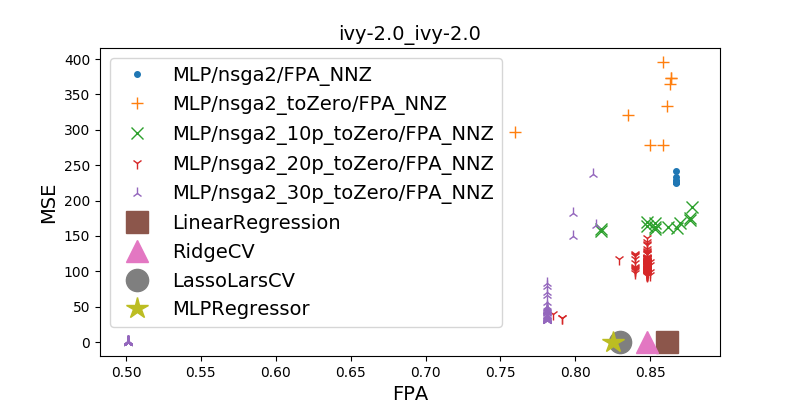 ivy-2.0_ivy-2.0
MSE
400
350
300
250
200
150
100
50
0
MLP/nsga2/FPA_NNZ
MLP/nsga2_toZero/FPA_NNZ
MLP/nsga2_10p_toZero/FPA_NNZ
MLP/nsga2_20p_toZero/FPA_NNZ
MLP/nsga2_30p_toZero/FPA_NNZ
LinearRegression
RidgeCV
LassoLarsCV
MLPRegressor
0.50 0.55 0.60 0.65 0.70 0.75 0.80 0.85
FPA